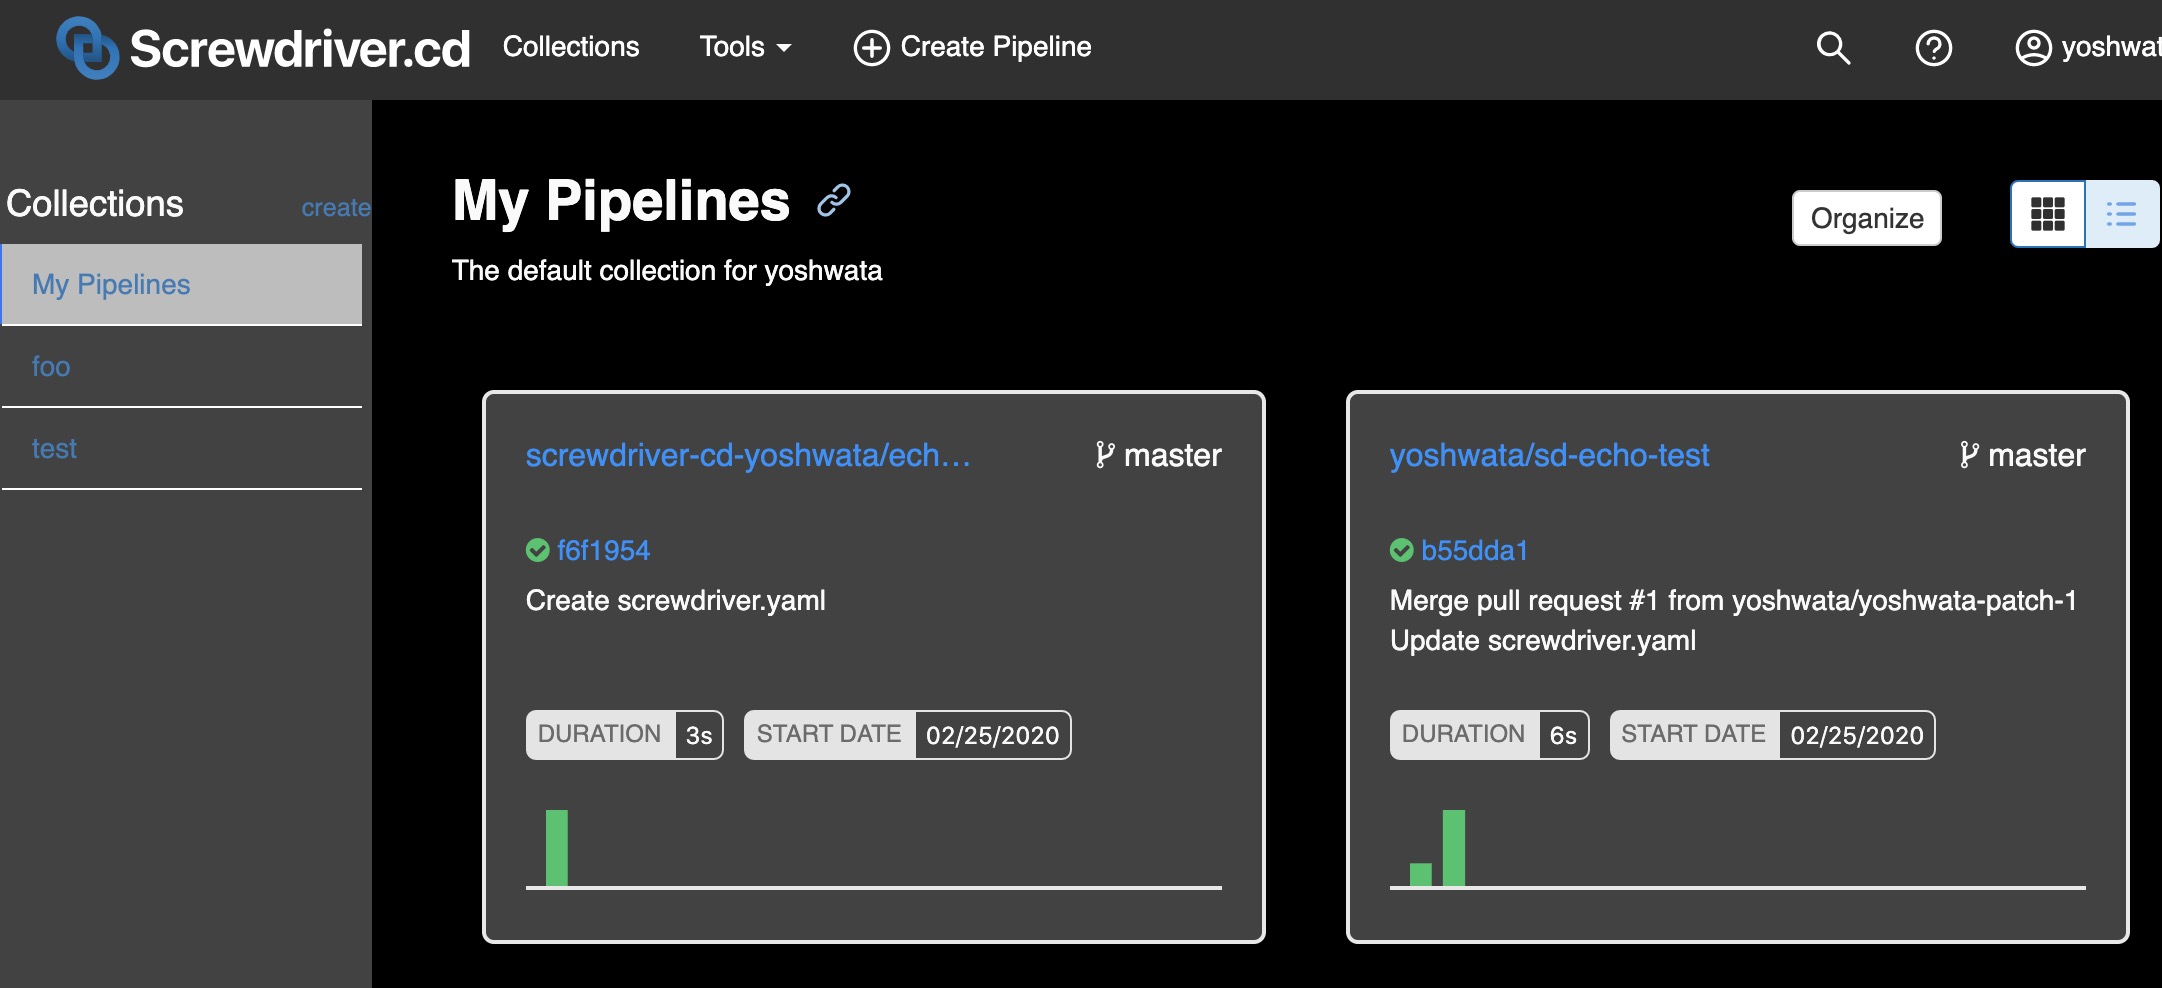 Screwdriver.cd Collections Tools Create Pipeline yoshwat
Collections create
My Pipelines
foo
test
My Pipelines
Organize
The default collection for yoshwata
screwdriver-cd-yoshwata/ech... master
f6f1954
Create screwdriver.yaml
DURATION 3s START DATE 02/25/2020
yoshwata/sd-echo-test master
b55dda1
Merge pull request #1 from yoshwata/yoshwata-patch-1
Update screwdriver.yaml
DURATION 6s START DATE 02/25/2020